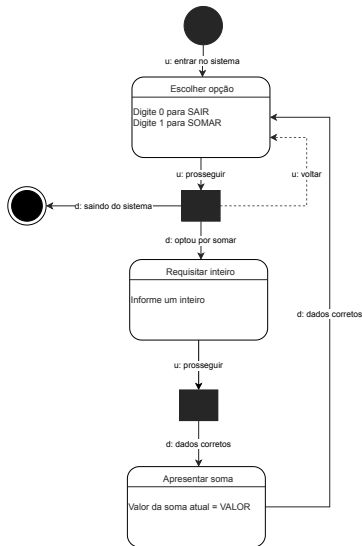 u: entrar no sistema
Escolher opção
Digite 0 para SAIR
Digite 1 para SOMAR
u: prosseguir
u: voltar
d: saindo do sistema
d: optou por somar
Requisitar inteiro
Informe um inteiro
d: dados corretos
u: prosseguir
d: dados corretos
Apresentar soma
Valor da soma atual = VALOR